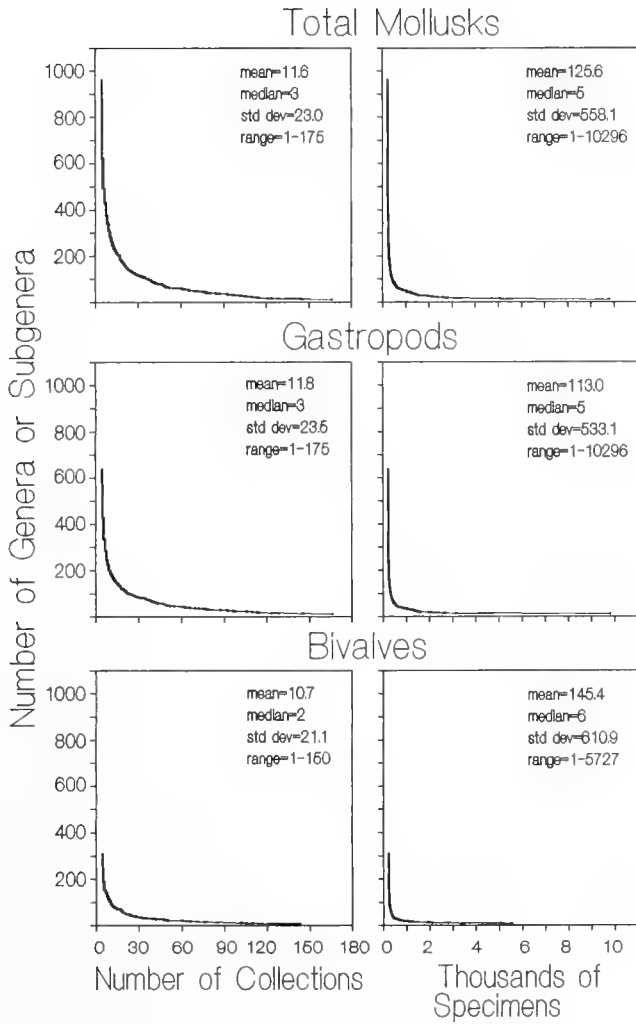 Total Mollusks
mean=11.6
median=3
std dev=23.0
range=1-175
mean=125.6
median=5
std dev=558.1
range=1-10296
1000
800
600
400
200
Gastropods
mean=11.8
median=3
std dev=23.5
range=1-175
mean=113.0
median=5
std dev=533.1
range=1-10296
1000
800
600
400
200
Number of Genera or Subgenera
Bivalves
mean=10.7
median=2
std dev=21.1
range=1-150
mean=145.4
median=6
std dev=610.9
range=1-5727
1000
800
600
400
200
0 30 60 90 120 150 180
0 2 4 6 8 10
Number of Collections
Thousands of
Specimens